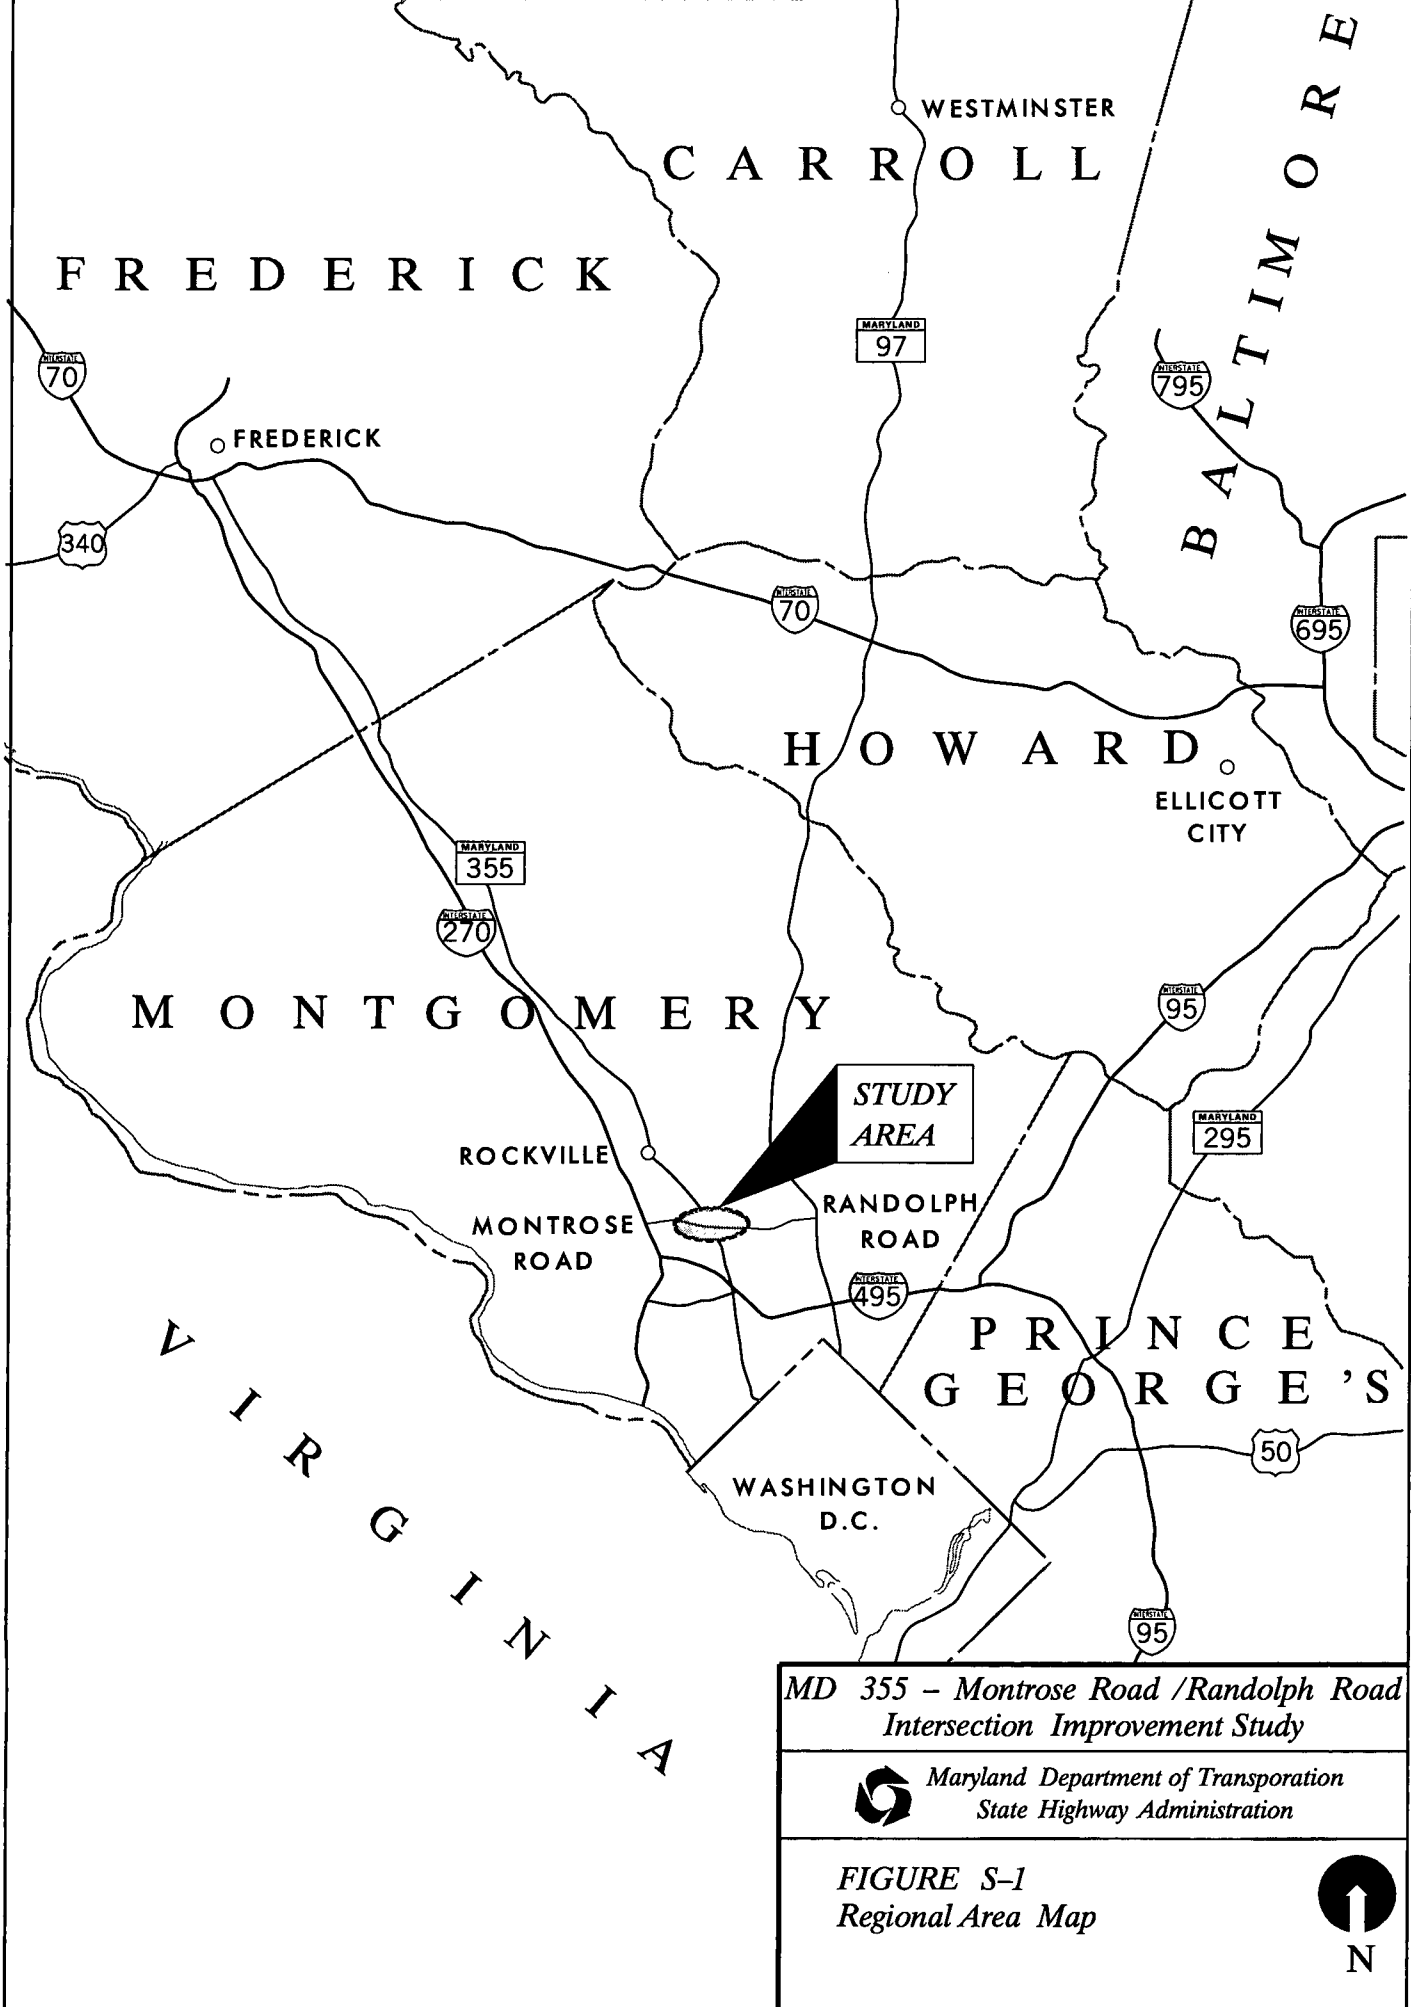 WESTMINSTER
CARROLL
BALTIMORE
FREDERICK
MARYLAND
97
INTERSTATE
70
INTERSTATE
795
FREDERICK
340
INTERSTATE
70
INTERSTATE
695
HOWARD
ELLICOTT
CITY
MARYLAND
355
INTERSTATE
270
MONTGOMERY
INTERSTATE
95
STUDY
AREA
MARYLAND
295
ROCKVILLE
MONTROSE
ROAD
RANDOLPH
ROAD
INTERSTATE
495
PRINCE
GEORGE'S
VIRGINIA
50
WASHINGTON
D.C.
INTERSTATE
95
MD 355 – Montrose Road /Randolph Road
Intersection Improvement Study
Maryland Department of Transporation
State Highway Administration
FIGURE S–1
Regional Area Map
N